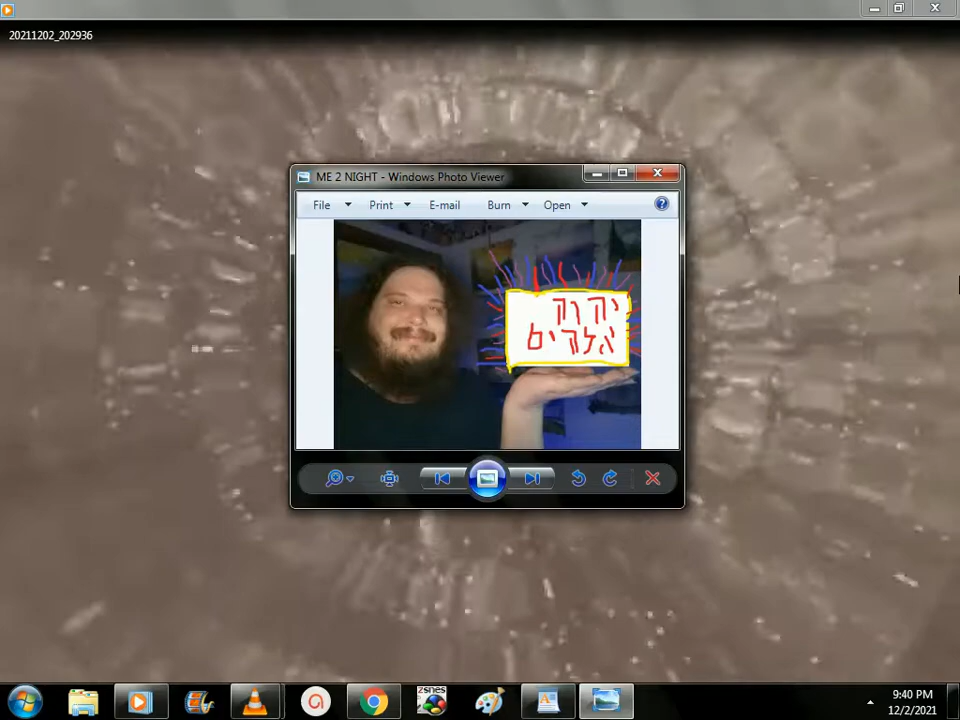 20211202_202936
ME 2 NIGHT - Windows Photo Viewer
File Print E-mail Burn Open
יקוק
אלקים
zsnes
9:40 PM
12/2/2021